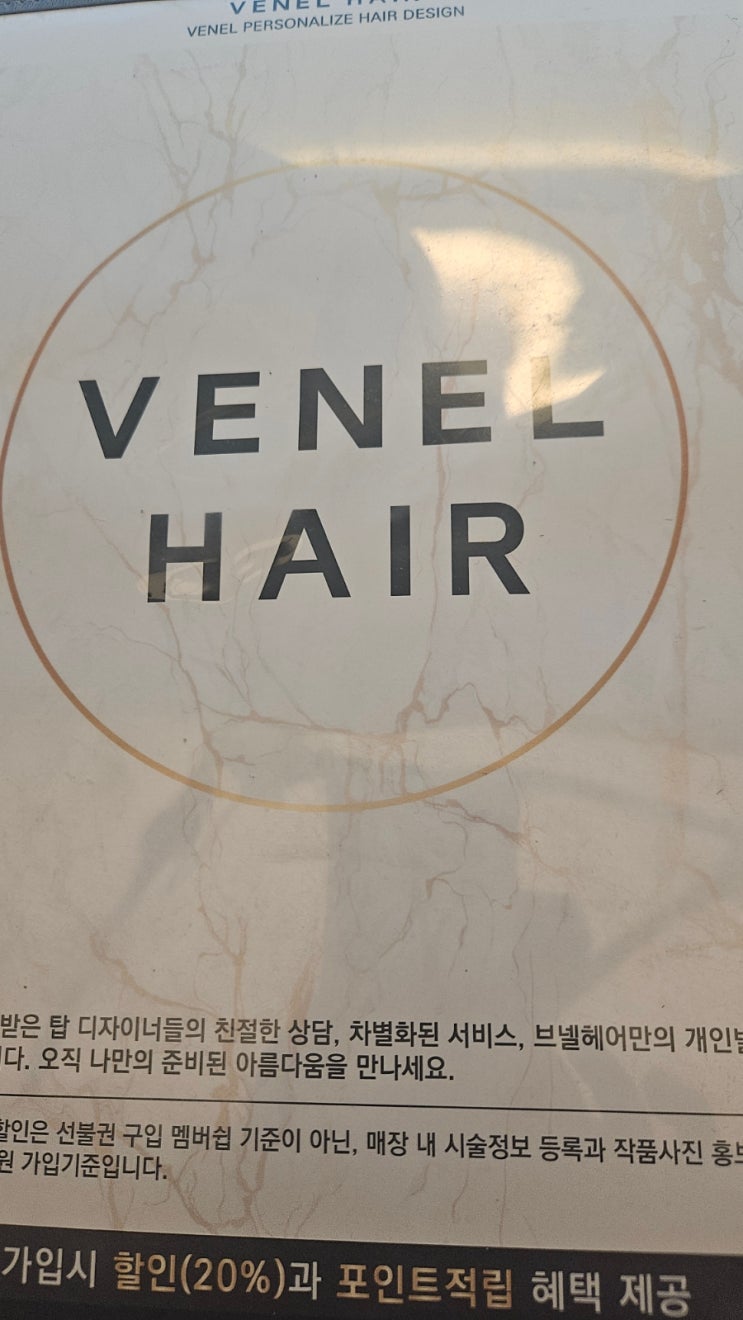 VENEL HAIR
VENEL PERSONALIZE HAIR DESIGN
VENEL
HAIR
받은 탑 디자이너들의 친절한 상담, 차별화된 서비스, 브넬헤어만의 개인별
다. 오직 나만의 준비된 아름다움을 만나세요.
할인은 선불권 구입 멤버쉽 기준이 아닌, 매장 내 시술정보 등록과 작품사진 홍보
원 가입기준입니다.
가입시 할인(20%)과 포인트적립 혜택 제공